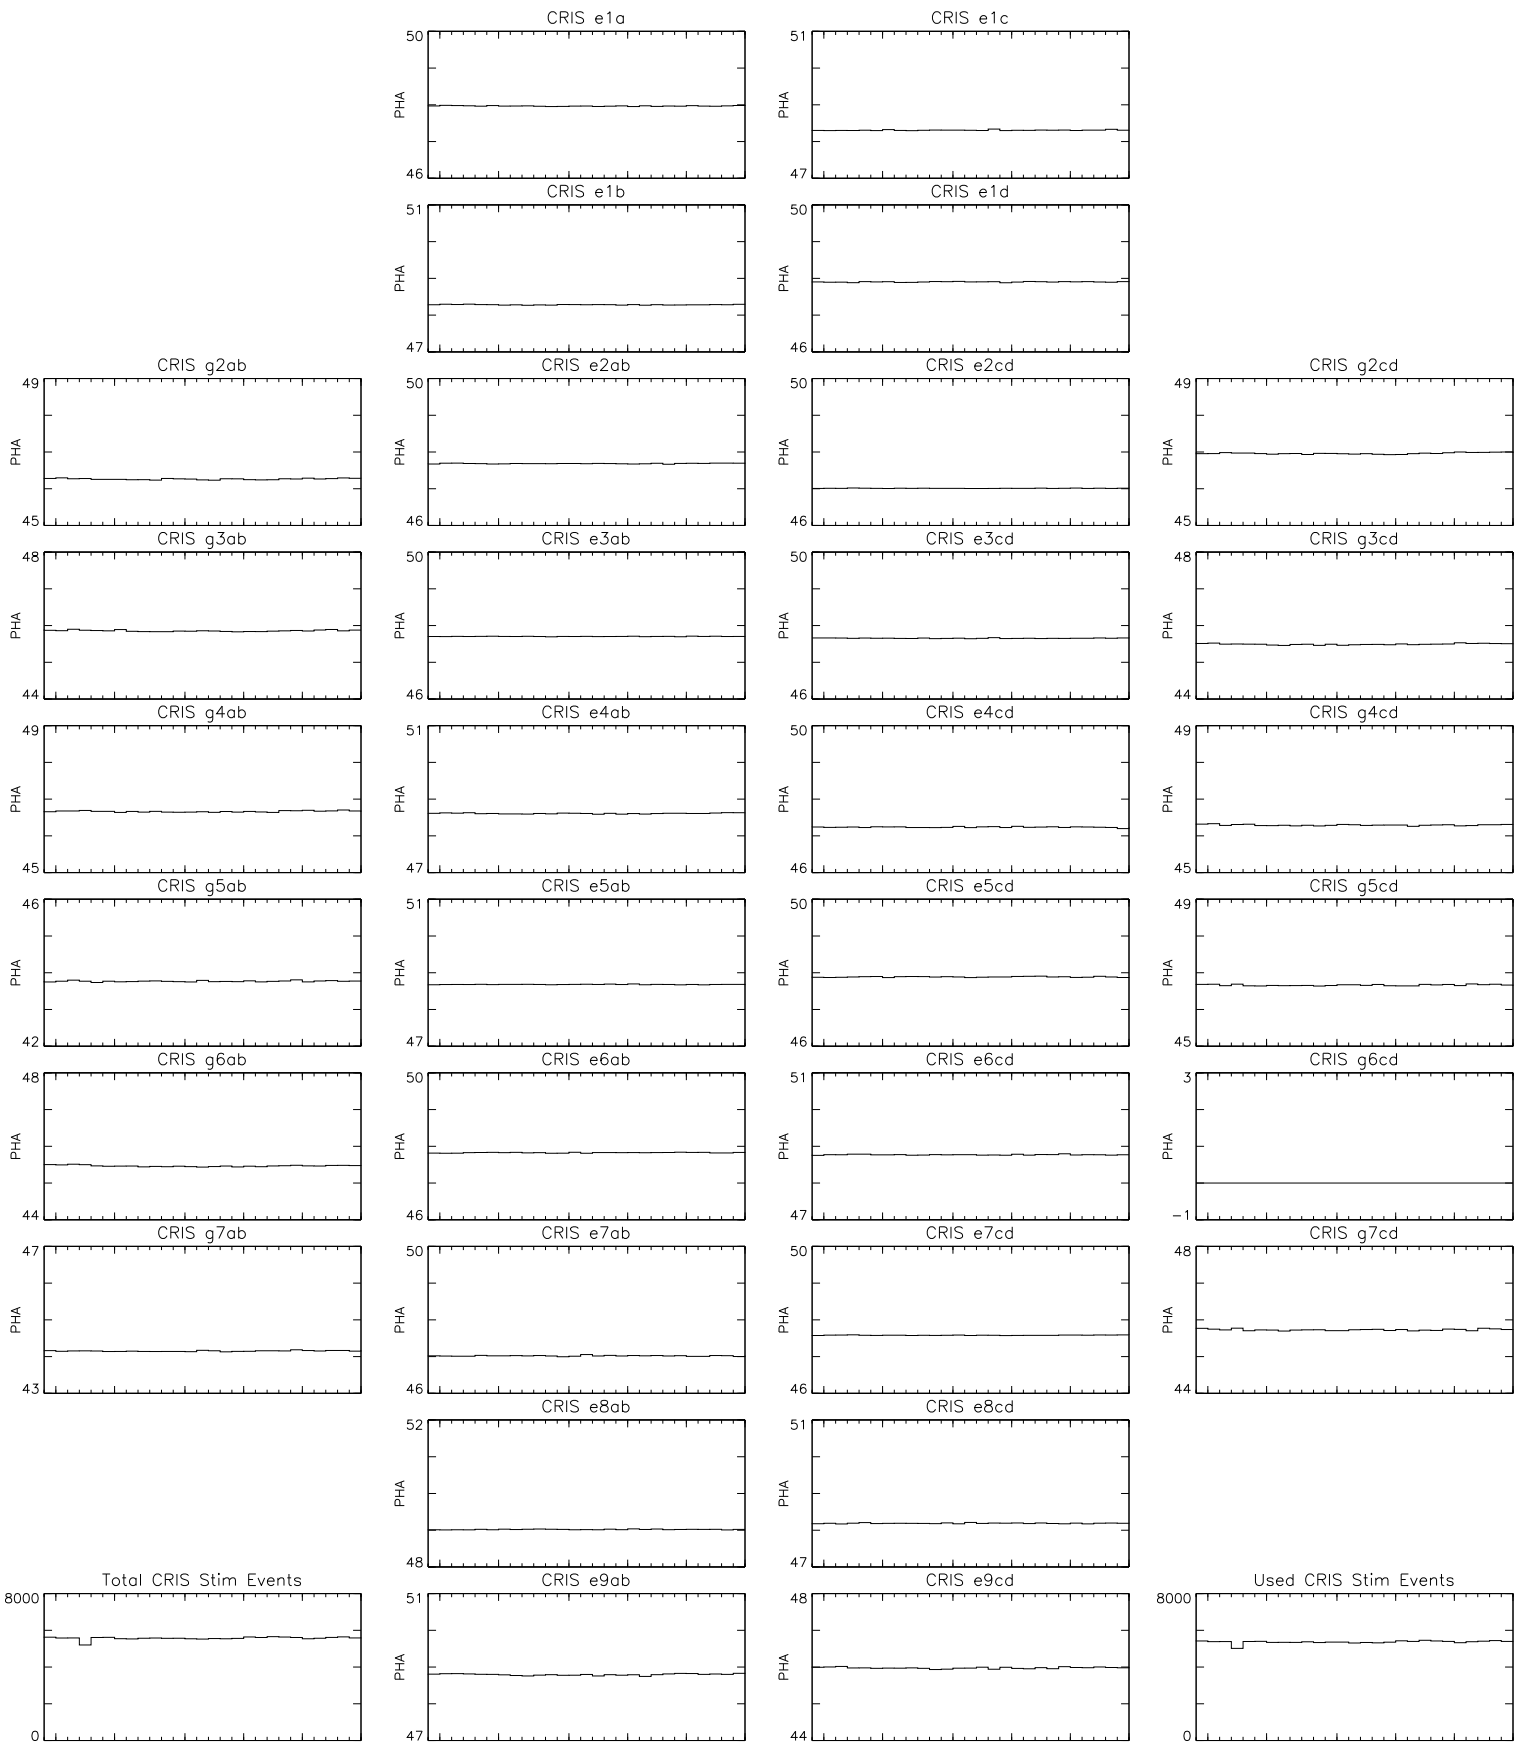 CRIS e1a
CRIS e1c
50
PHA
46
51
PHA
47
CRIS e1b
CRIS e1d
51
PHA
47
50
PHA
46
CRIS g2ab
CRIS e2ab
CRIS e2cd
CRIS g2cd
49
PHA
45
50
PHA
46
50
PHA
46
49
PHA
45
CRIS g3ab
CRIS e3ab
CRIS e3cd
CRIS g3cd
48
PHA
44
50
PHA
46
50
PHA
46
48
PHA
44
CRIS g4ab
CRIS e4ab
CRIS e4cd
CRIS g4cd
49
PHA
45
51
PHA
47
50
PHA
46
49
PHA
45
CRIS g5ab
CRIS e5ab
CRIS e5cd
CRIS g5cd
46
PHA
42
51
PHA
47
50
PHA
46
49
PHA
45
CRIS g6ab
CRIS e6ab
CRIS e6cd
CRIS g6cd
48
PHA
44
50
PHA
46
51
PHA
47
3
PHA
-1
CRIS g7ab
CRIS e7ab
CRIS e7cd
CRIS g7cd
47
PHA
43
50
PHA
46
50
PHA
46
48
PHA
44
CRIS e8ab
CRIS e8cd
52
PHA
48
51
PHA
47
Total CRIS Stim Events
CRIS e9ab
CRIS e9cd
Used CRIS Stim Events
8000
0
51
PHA
47
48
PHA
44
8000
0